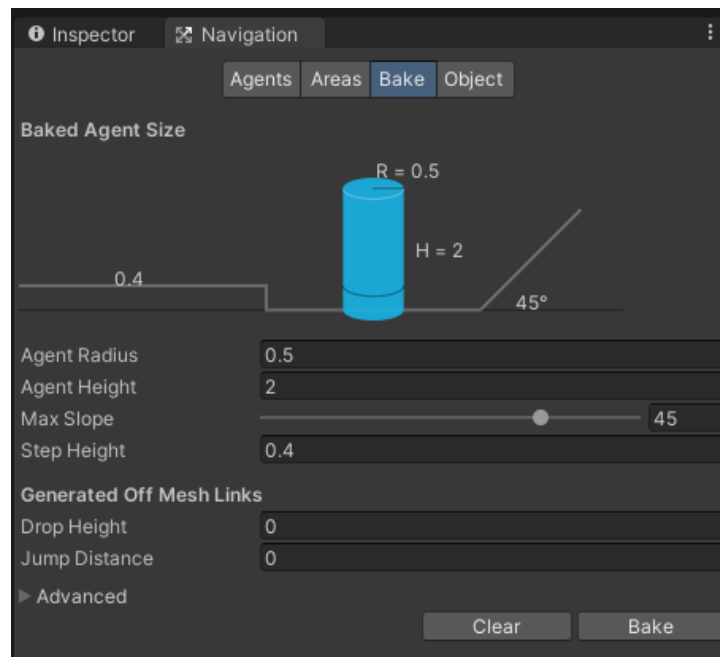 Inspector Navigation
Agents Areas Bake Object
Baked Agent Size
R = 0.5
H = 2
0.4
45°
Agent Radius 0.5
Agent Height 2
Max Slope 45
Step Height 0.4
Generated Off Mesh Links
Drop Height 0
Jump Distance 0
Advanced
Clear Bake